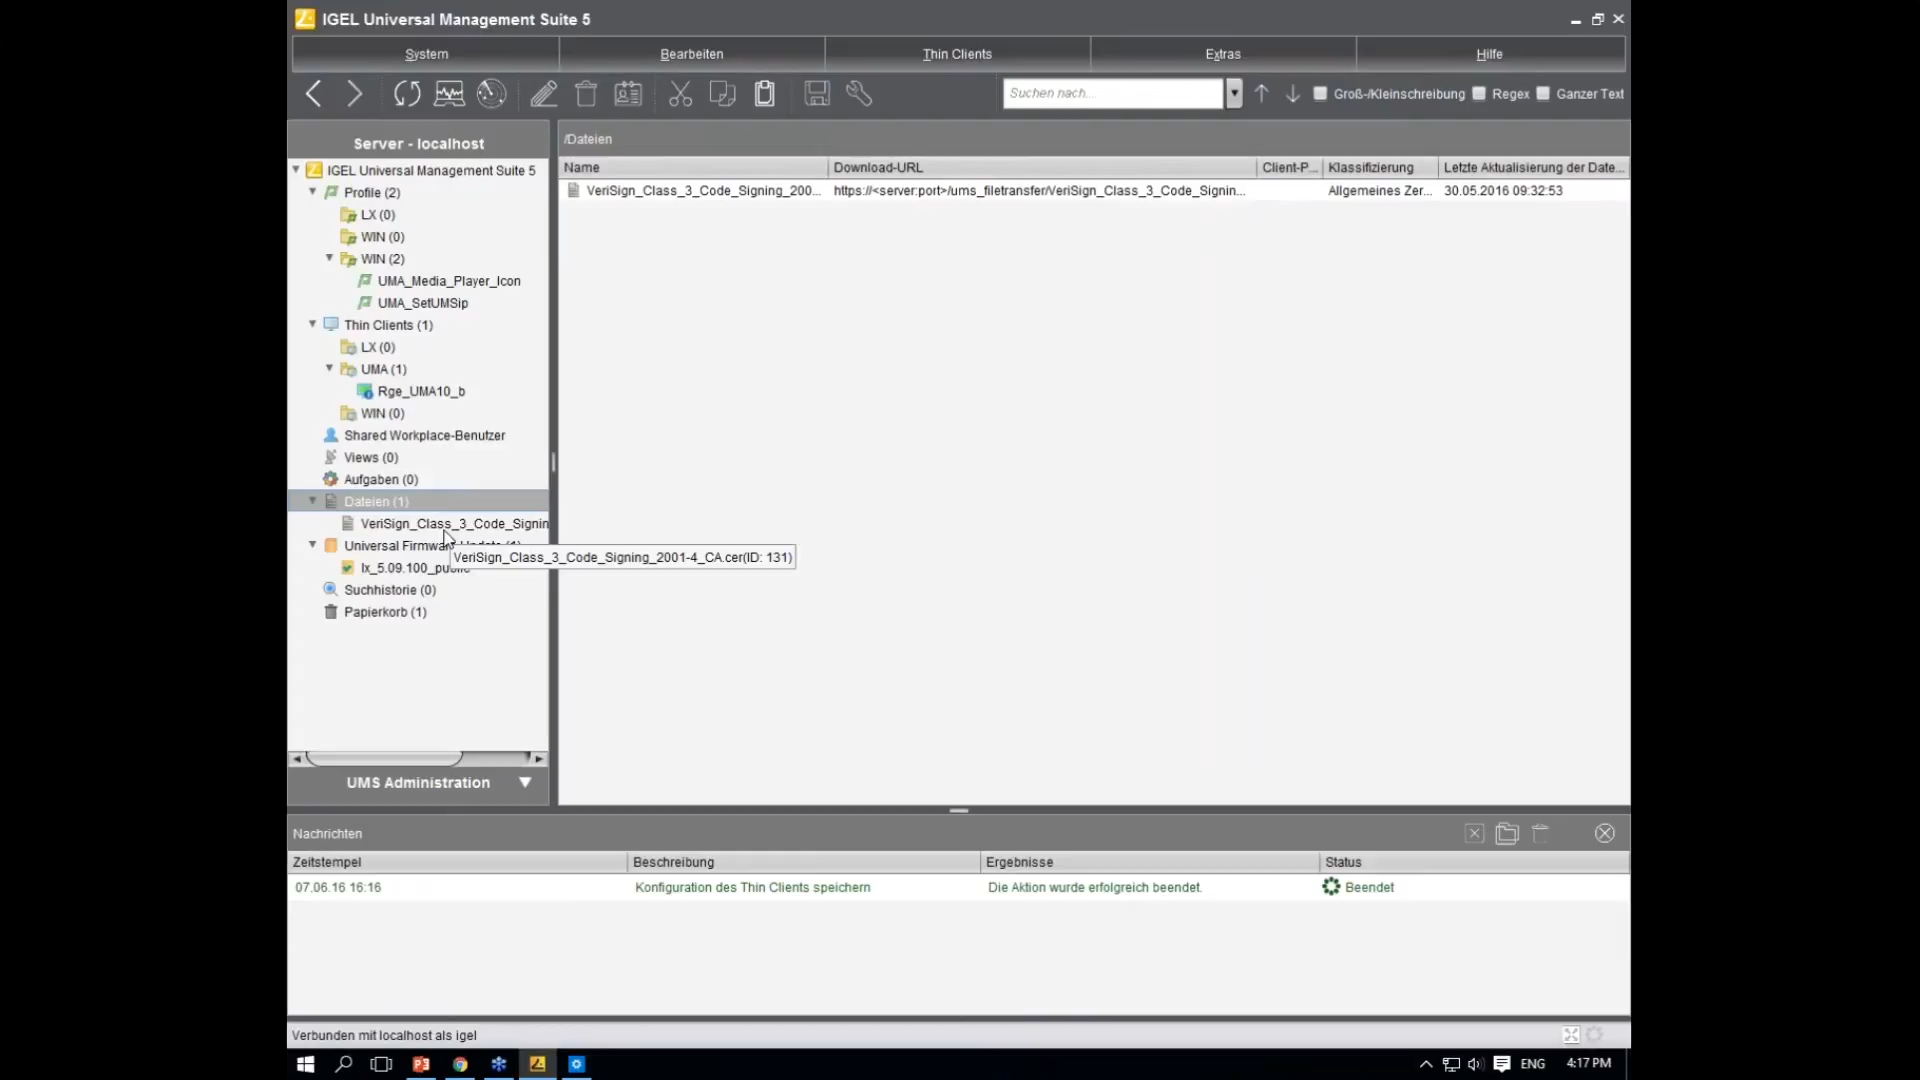 IGEL Universal Management Suite 5
System Bearbeiten Thin Clients Extras Hilfe
Suchen nach... Groß-/Kleinschreibung Regex Ganzer Text
Server - localhost
IGEL Universal Management Suite 5
Profile (2)
LX (0)
WIN (0)
WIN (2)
UMA_Media_Player_Icon
UMA_SetUMSip
Thin Clients (1)
LX (0)
UMA (1)
Rge_UMA10_b
WIN (0)
Shared Workplace-Benutzer
Views (0)
Aufgaben (0)
Dateien (1)
VeriSign_Class_3_Code_Signin
Universal Firmwar
VeriSign_Class_3_Code_Signing_2001-4_CA.cer(ID: 131)
lx_5.09.100_public
Suchhistorie (0)
Papierkorb (1)
UMS Administration
/Dateien
Name Download-URL Client-P... Klassifizierung Letzte Aktualisierung der Date...
VeriSign_Class_3_Code_Signing_200... https://<server:port>/ums_filetransfer/VeriSign_Class_3_Code_Signin... Allgemeines Zer... 30.05.2016 09:32:53
Nachrichten
Zeitstempel Beschreibung Ergebnisse Status
07.06.16 16:16 Konfiguration des Thin Clients speichern Die Aktion wurde erfolgreich beendet. Beendet
Verbunden mit localhost als igel
ENG 4:17 PM